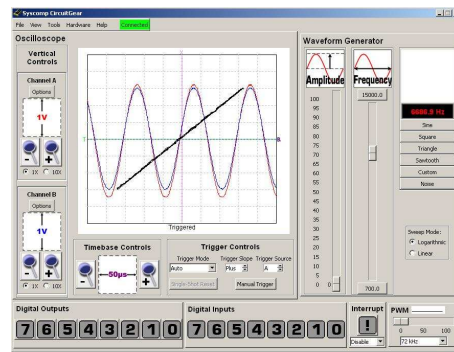 Syscomp CircuitGear
File View Tools Hardware Help Connected
Oscilloscope
Vertical
Controls
Channel A
Options
1V
1X 10X
Channel B
Options
1V
1X 10X
T
Triggered
Timebase Controls
50µs
Trigger Controls
Trigger Mode Trigger Slope Trigger Source
Auto Plus A
Single-Shot Reset Manual Trigger
Waveform Generator
Amplitude
100
95
90
85
80
75
70
65
60
55
50
45
40
35
30
25
20
15
10
5
0 0
Frequency
15000.0
700.0
Sine
Square
Triangle
Sawtooth
Custom
Noise
Sweep Mode:
Logarithmic
Linear
Digital Outputs
7 6 5 4 3 2 1 0
Digital Inputs
7 6 5 4 3 2 1 0
Interrupt
!
Disable
PWM
0 50 100
72 kHz